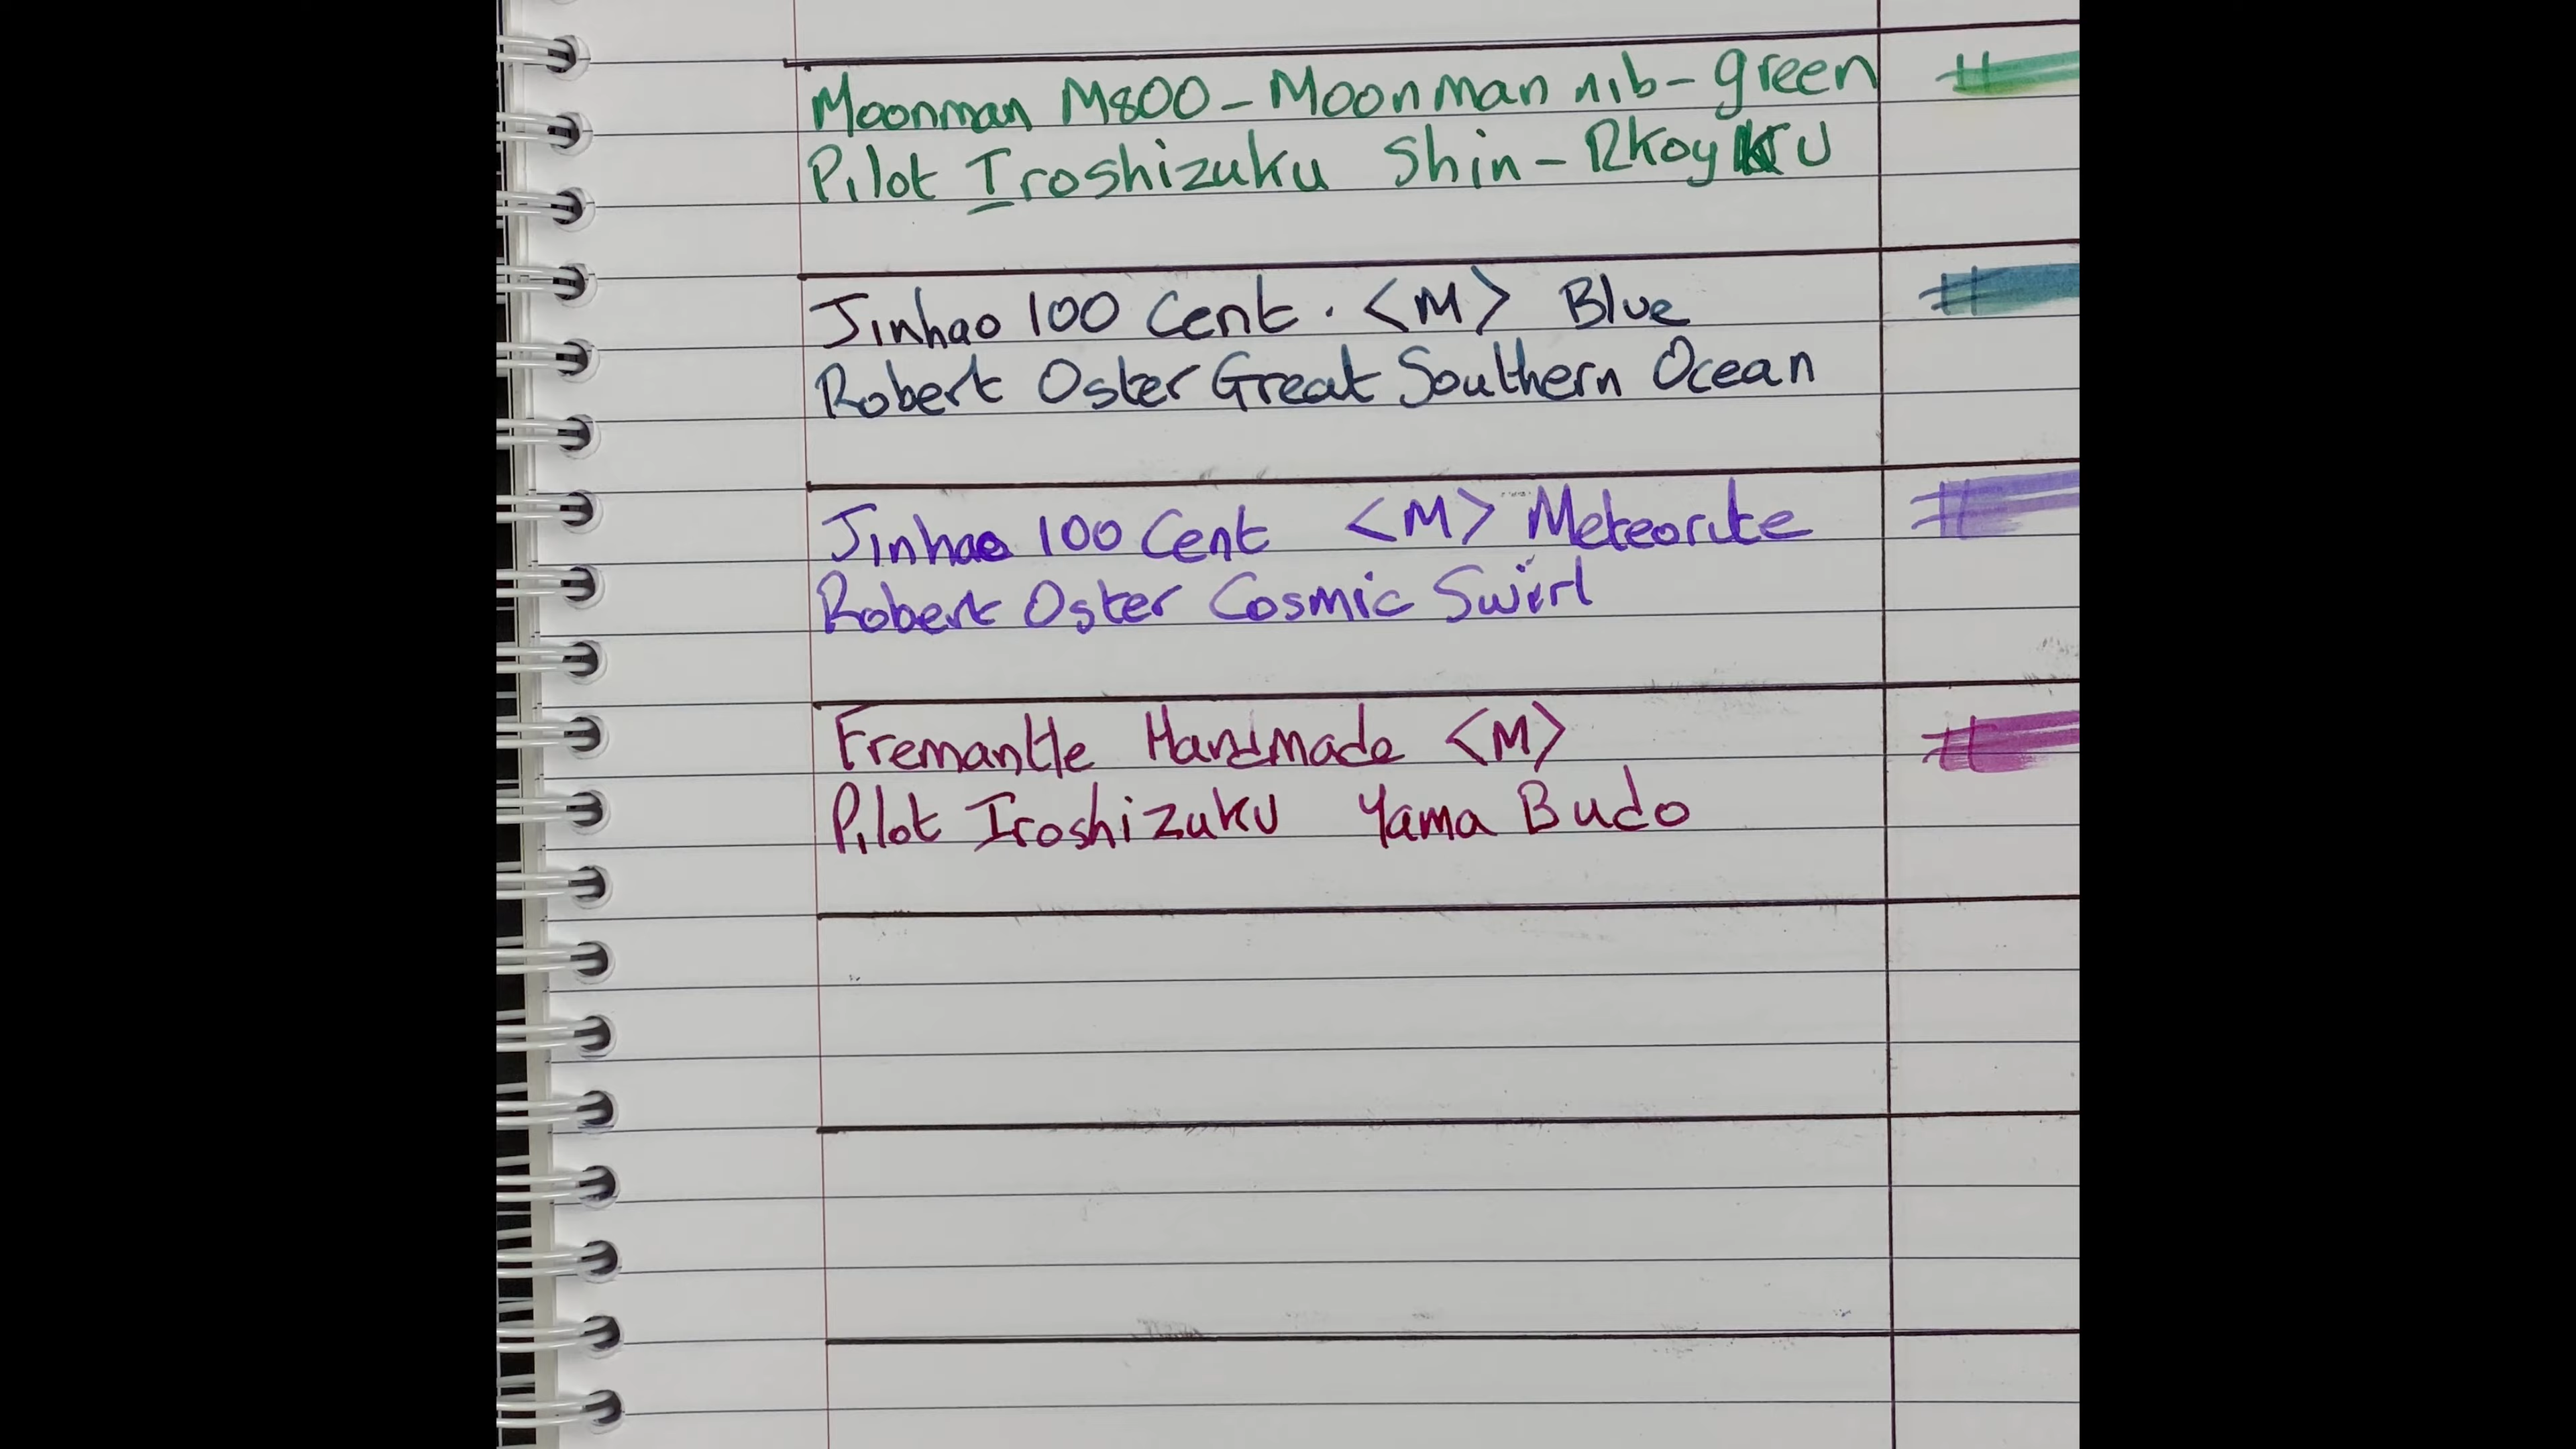 Moonman M800 - Moonman nib - green
Pilot Iroshizuku Shin - Rkoy U
Jinhao 100 Cent. <M> Blue
Robert Oster Great Southern Ocean
Jinhao 100 Cent <M> Meteorite
Robert Oster Cosmic Swirl
Fremantle Handmade <M>
Pilot Iroshizuku Yama Budo